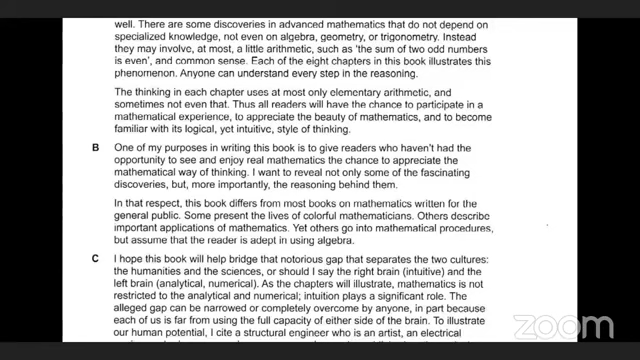 well. There are some discoveries in advanced mathematics that do not depend on
specialized knowledge, not even on algebra, geometry, or trigonometry. Instead
they may involve, at most, a little arithmetic, such as 'the sum of two odd numbers
is even', and common sense. Each of the eight chapters in this book illustrates this
phenomenon. Anyone can understand every step in the reasoning.
The thinking in each chapter uses at most only elementary arithmetic, and
sometimes not even that. Thus all readers will have the chance to participate in a
mathematical experience, to appreciate the beauty of mathematics, and to become
familiar with its logical, yet intuitive, style of thinking.
B One of my purposes in writing this book is to give readers who haven't had the
opportunity to see and enjoy real mathematics the chance to appreciate the
mathematical way of thinking. I want to reveal not only some of the fascinating
discoveries, but, more importantly, the reasoning behind them.
In that respect, this book differs from most books on mathematics written for the
general public. Some present the lives of colorful mathematicians. Others describe
important applications of mathematics. Yet others go into mathematical procedures,
but assume that the reader is adept in using algebra.
C I hope this book will help bridge that notorious gap that separates the two cultures:
the humanities and the sciences, or should I say the right brain (intuitive) and the
left brain (analytical, numerical). As the chapters will illustrate, mathematics is not
restricted to the analytical and numerical; intuition plays a significant role. The
alleged gap can be narrowed or completely overcome by anyone, in part because
each of us is far from using the full capacity of either side of the brain. To illustrate
our human potential, I cite a structural engineer who is an artist, an electrical
zoom